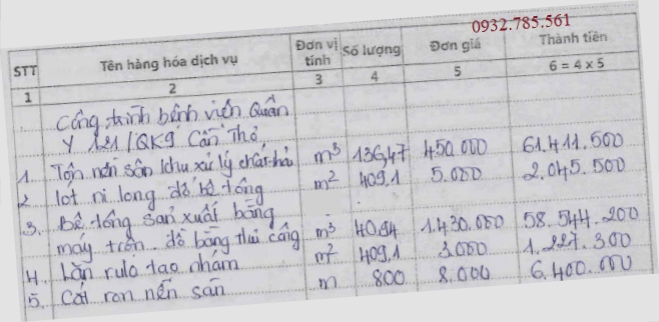 0932.785.561
STT Tên hàng hóa dịch vụ Đơn vị tính Số lượng Đơn giá Thành tiền
1 2 3 4 5 6 = 4 x 5
Công trình bệnh viện Quân
Y 121/QK9 Cần Thơ
1. Tôn nền sân khu xử lý chất thải m³ 136,47 450.000 61.411.500
2 lót ni long đổ bê tông m² 409,1 5.000 2.045.500
3. Bê tông sản xuất bằng
máy trộn đổ bằng thủ công m³ 40,94 1.430.000 58.544.200
4. Lăn rulo tạo nhám m² 409,1 3.000 1.227.300
5. Cắt ron nền sân m 800 8.000 6.400.000